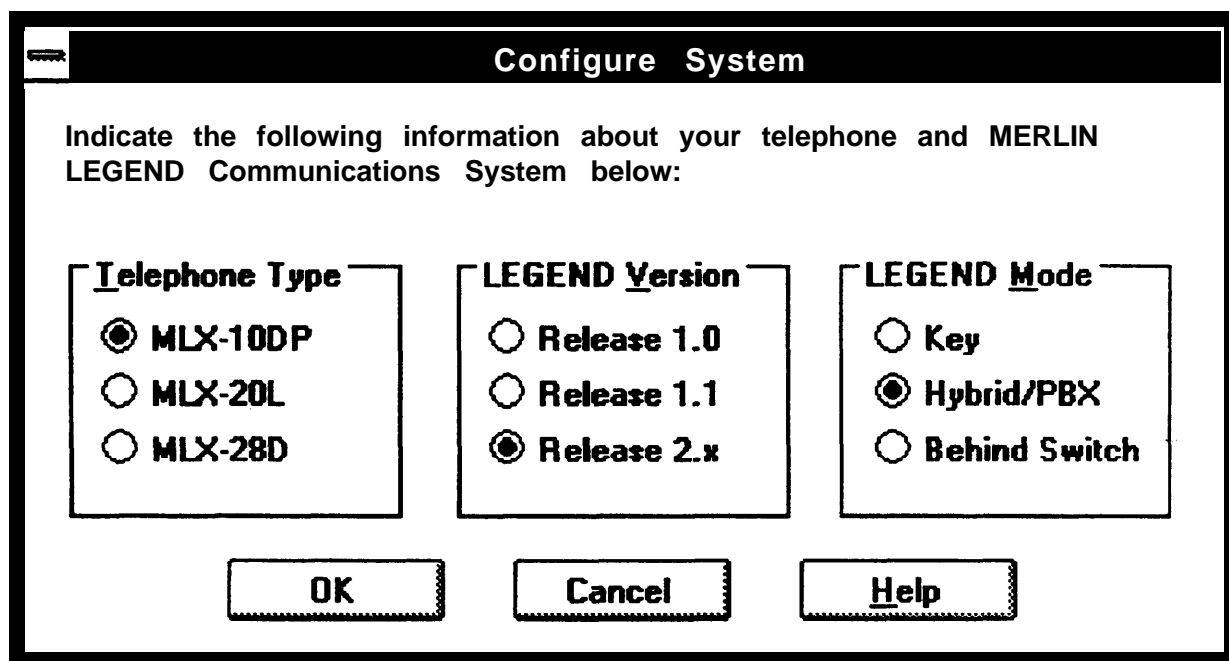 Configure System
Indicate the following information about your telephone and MERLIN
LEGEND Communications System below:
Telephone Type
MLX-10DP
MLX-20L
MLX-28D
LEGEND Version
Release 1.0
Release 1.1
Release 2.x
LEGEND Mode
Key
Hybrid/PBX
Behind Switch
OK
Cancel
Help